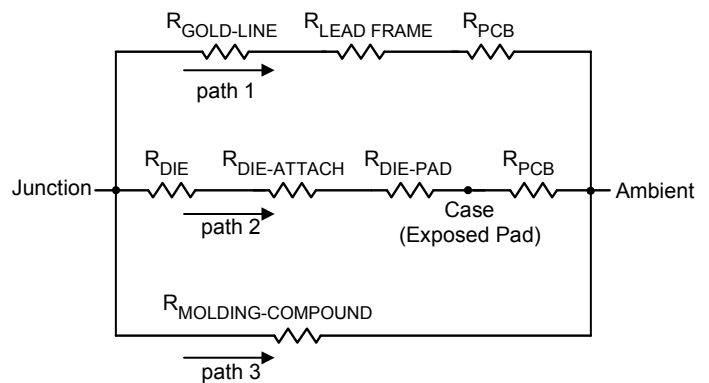 RGOLD-LINE RLEAD FRAME RPCB
path 1
RDIE RDIE-ATTACH RDIE-PAD RPCB
Junction Ambient
Case
path 2 (Exposed Pad)
RMOLDING-COMPOUND
path 3